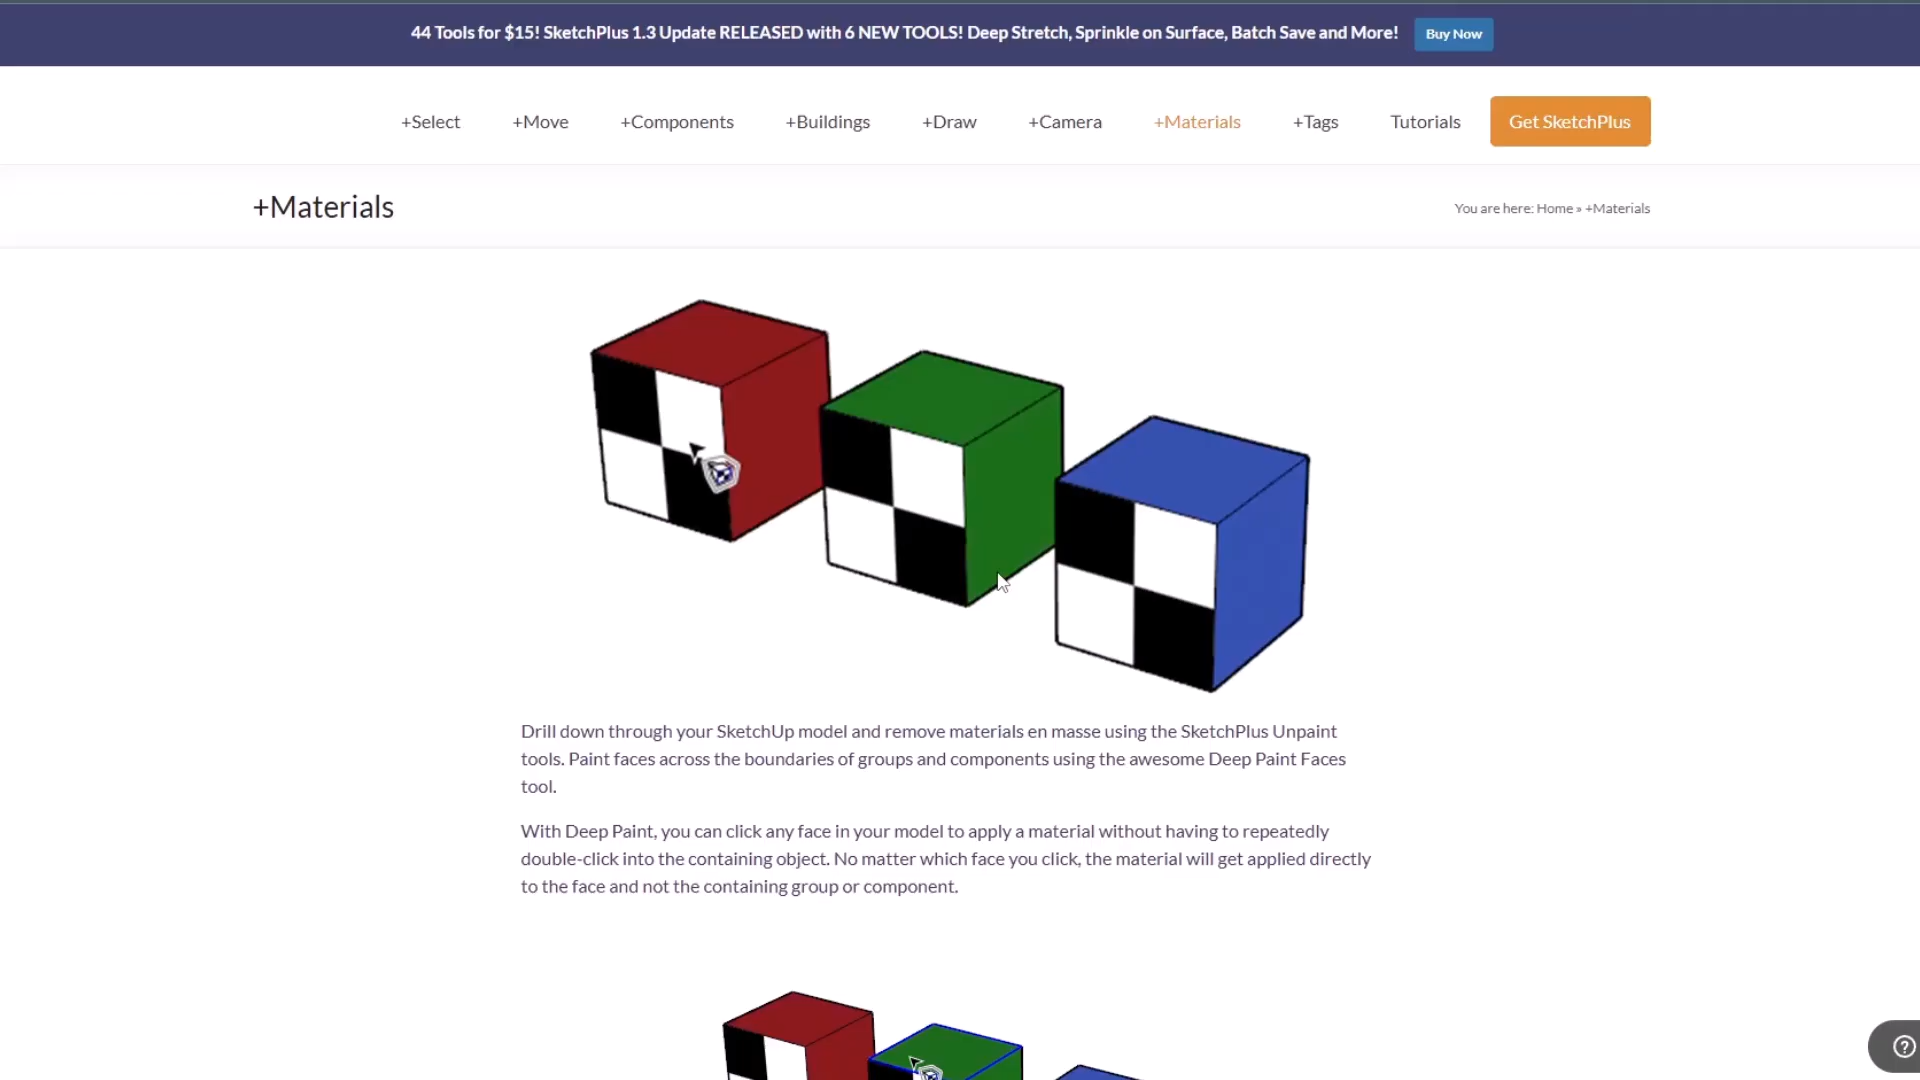 44 Tools for $15! SketchPlus 1.3 Update RELEASED with 6 NEW TOOLS! Deep Stretch, Sprinkle on Surface, Batch Save and More! Buy Now
+Select +Move +Components +Buildings +Draw +Camera +Materials +Tags Tutorials Get SketchPlus
+Materials
You are here: Home » +Materials
Drill down through your SketchUp model and remove materials en masse using the SketchPlus Unpaint
tools. Paint faces across the boundaries of groups and components using the awesome Deep Paint Faces
tool.
With Deep Paint, you can click any face in your model to apply a material without having to repeatedly
double-click into the containing object. No matter which face you click, the material will get applied directly
to the face and not the containing group or component.